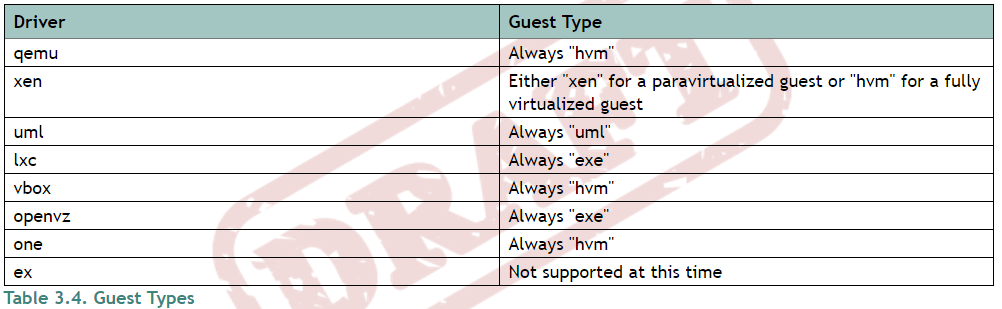 Driver Guest Type
qemu Always "hvm"
xen Either "xen" for a paravirtualized guest or "hvm" for a fully
virtualized guest
uml Always "uml"
lxc Always "exe"
vbox Always "hvm"
openvz Always "exe"
one Always "hvm"
ex Not supported at this time
Table 3.4. Guest Types
DRAFT